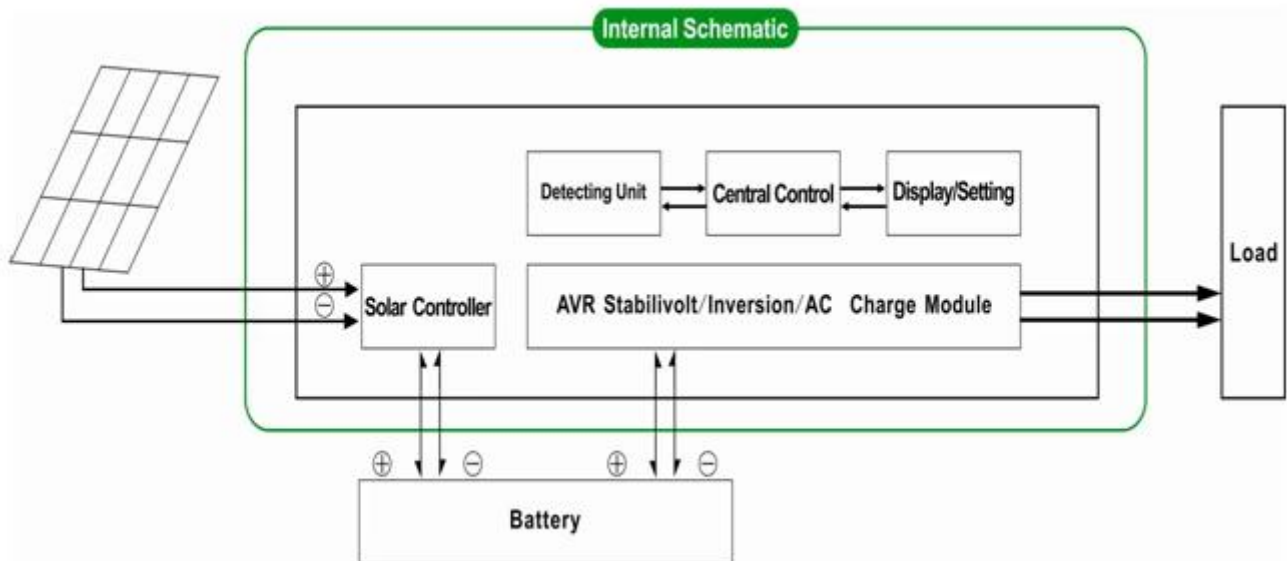 Internal Schematic
Detecting Unit
Central Control
Display/Setting
Load
+
−
Solar Controller
AVR Stabilivolt/Inversion/AC Charge Module
+
−
+
−
Battery